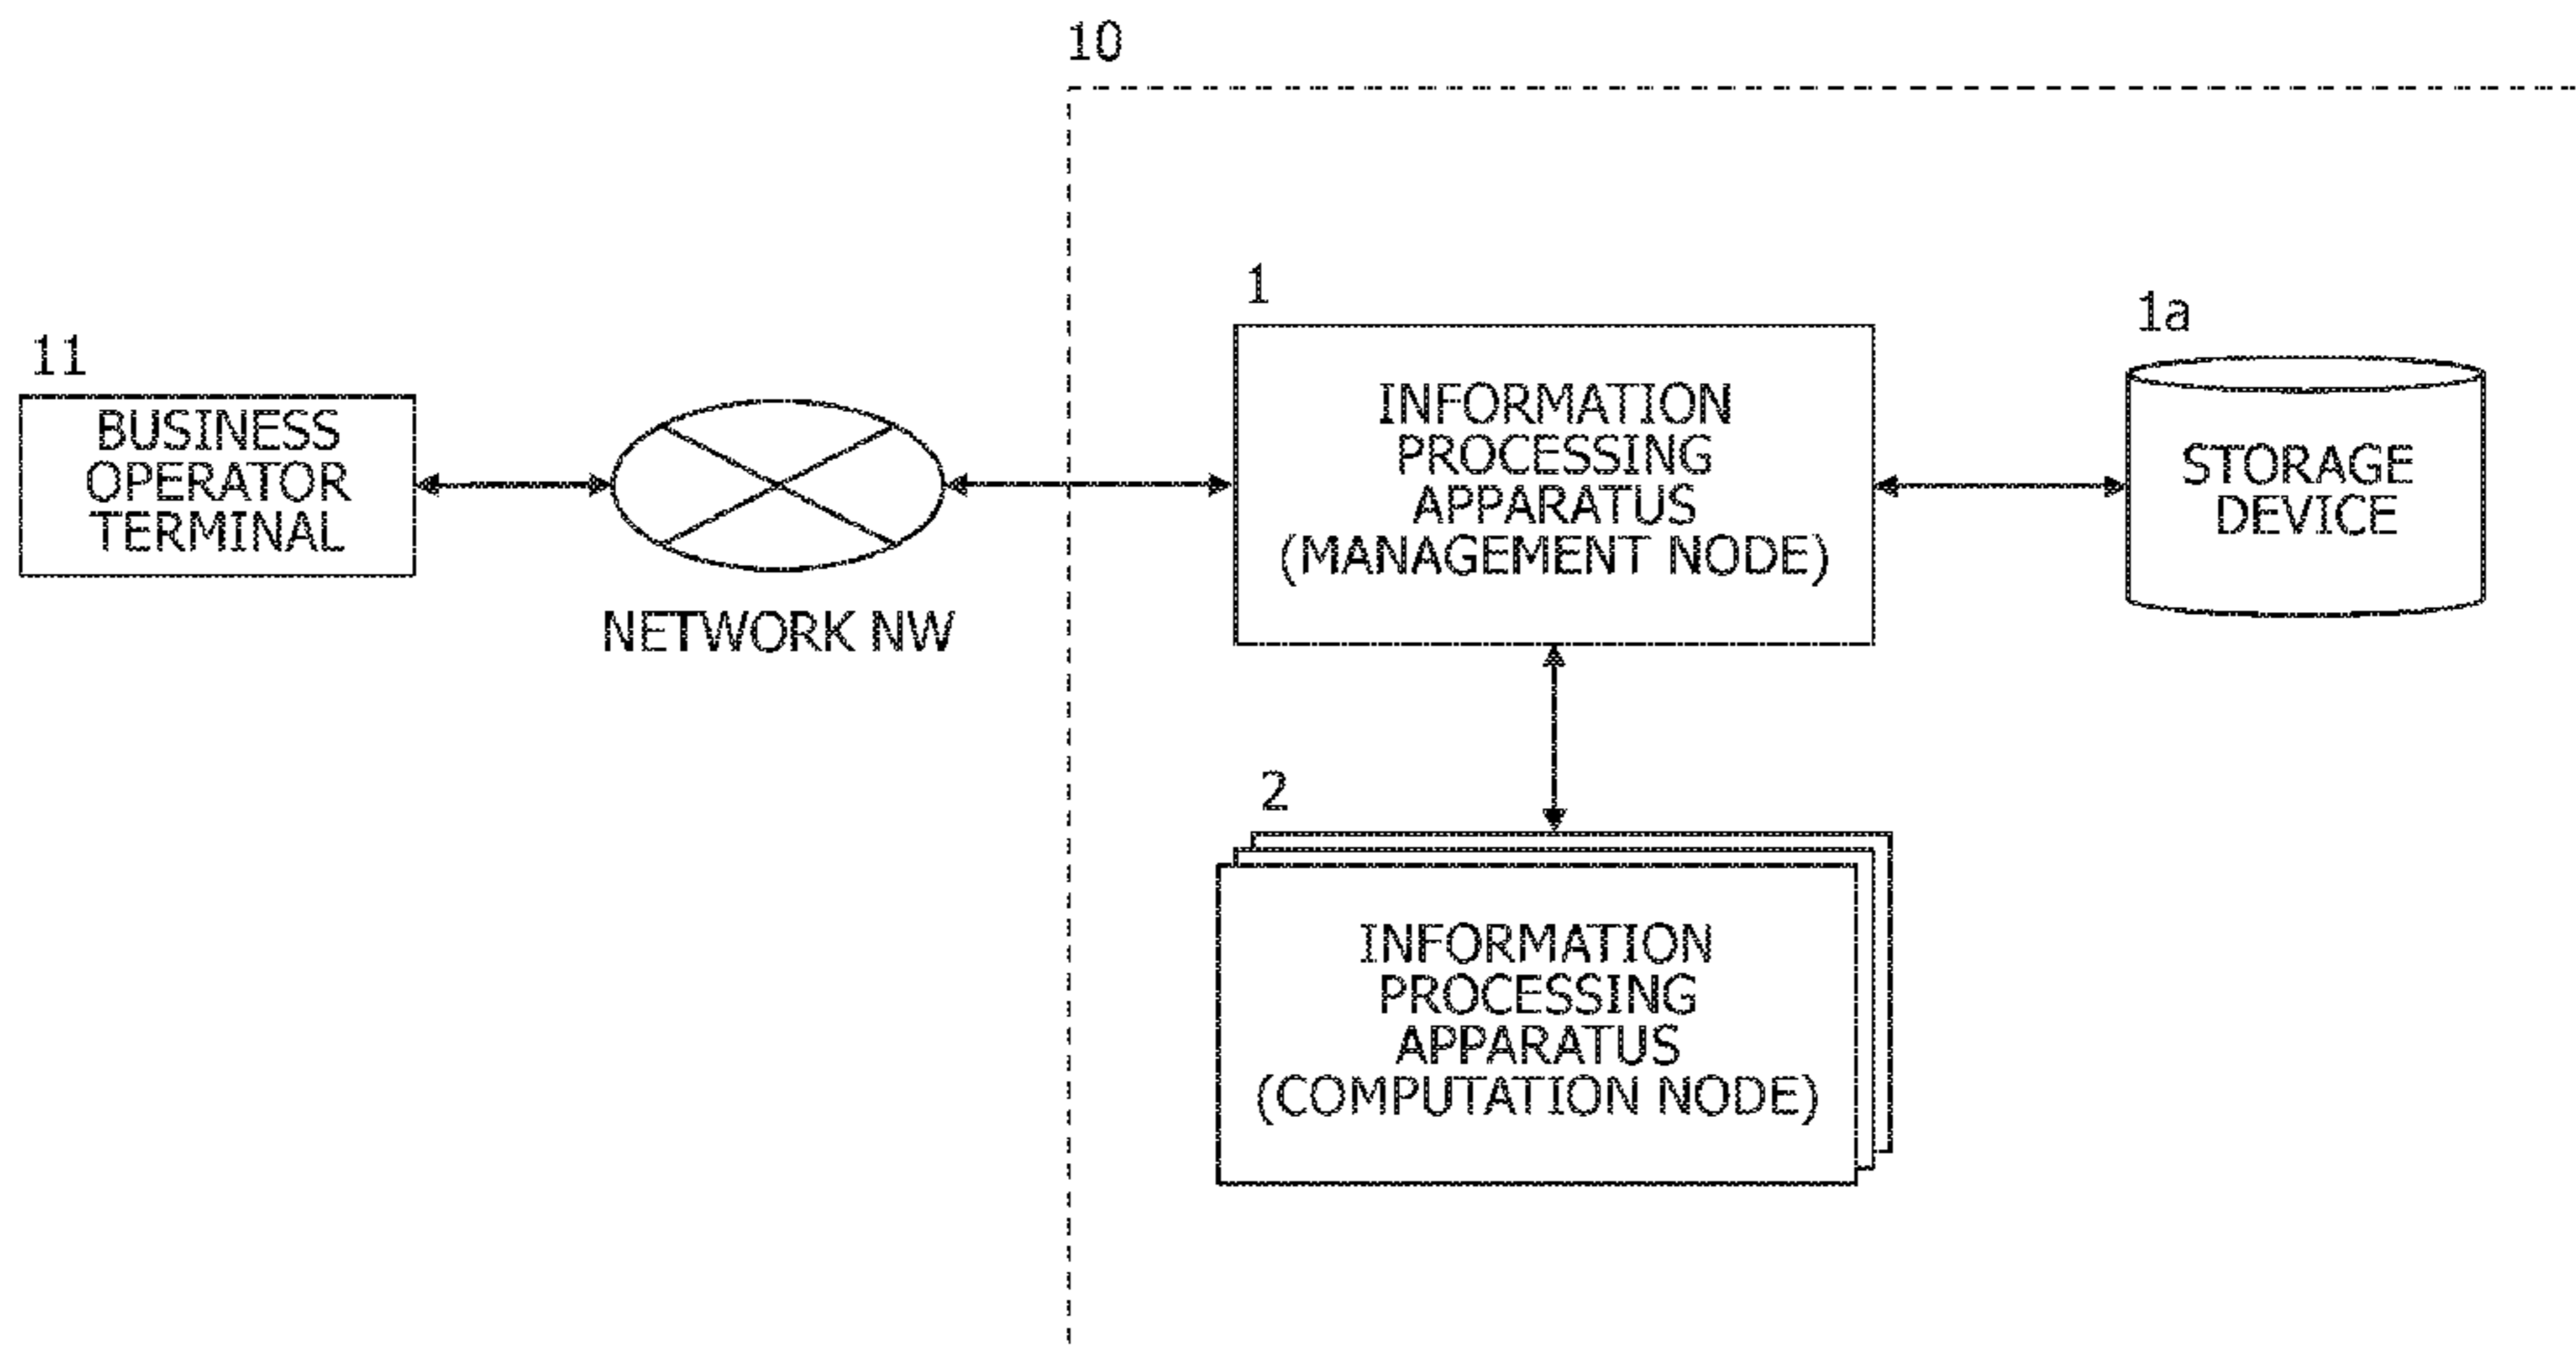 10
1
1a
11
BUSINESS
OPERATOR
TERMINAL
NETWORK NW
INFORMATION
PROCESSING
APPARATUS
(MANAGEMENT NODE)
STORAGE
DEVICE
2
INFORMATION
PROCESSING
APPARATUS
(COMPUTATION NODE)